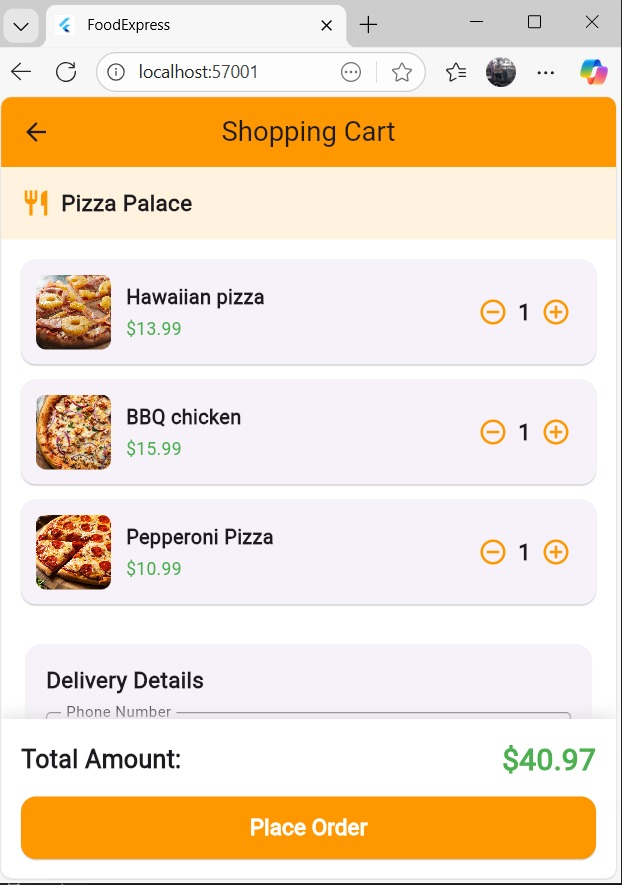 FoodExpress
localhost:57001
Shopping Cart
Pizza Palace
Hawaiian pizza
$13.99
1
BBQ chicken
$15.99
1
Pepperoni Pizza
$10.99
1
Delivery Details
Phone Number
Total Amount:
$40.97
Place Order